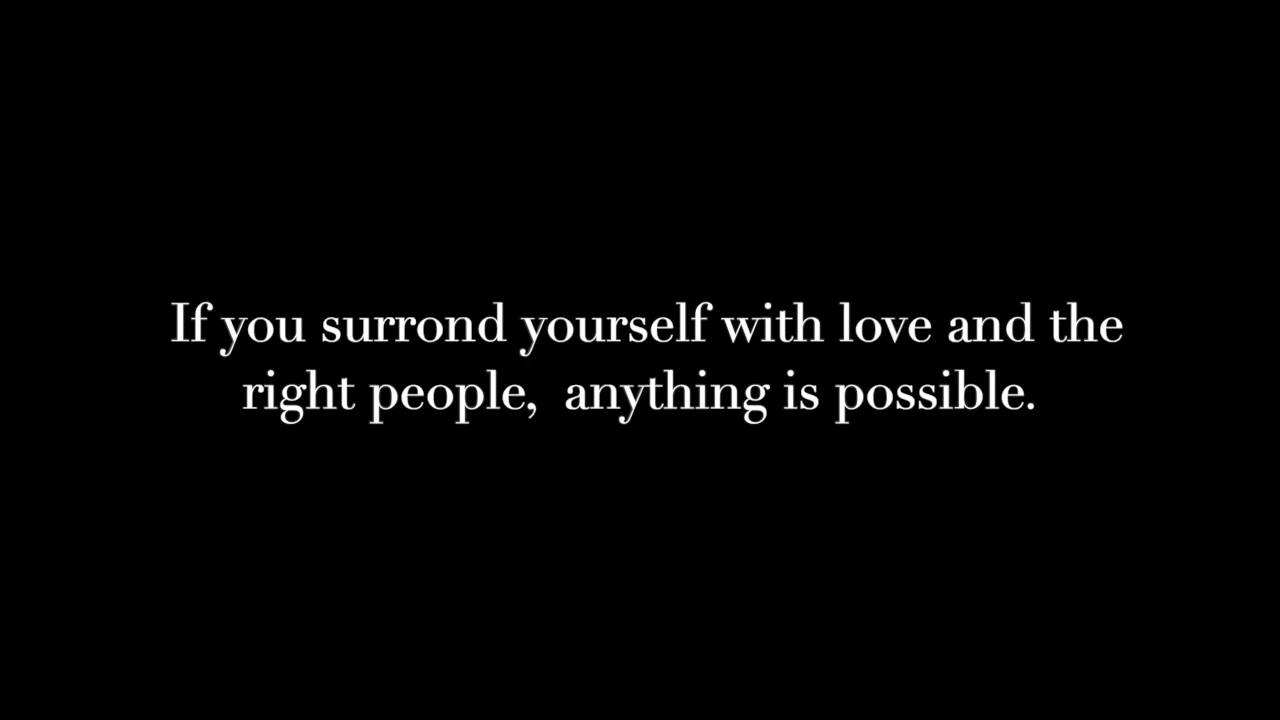 If you surrond yourself with love and the
right people,  anything is possible.